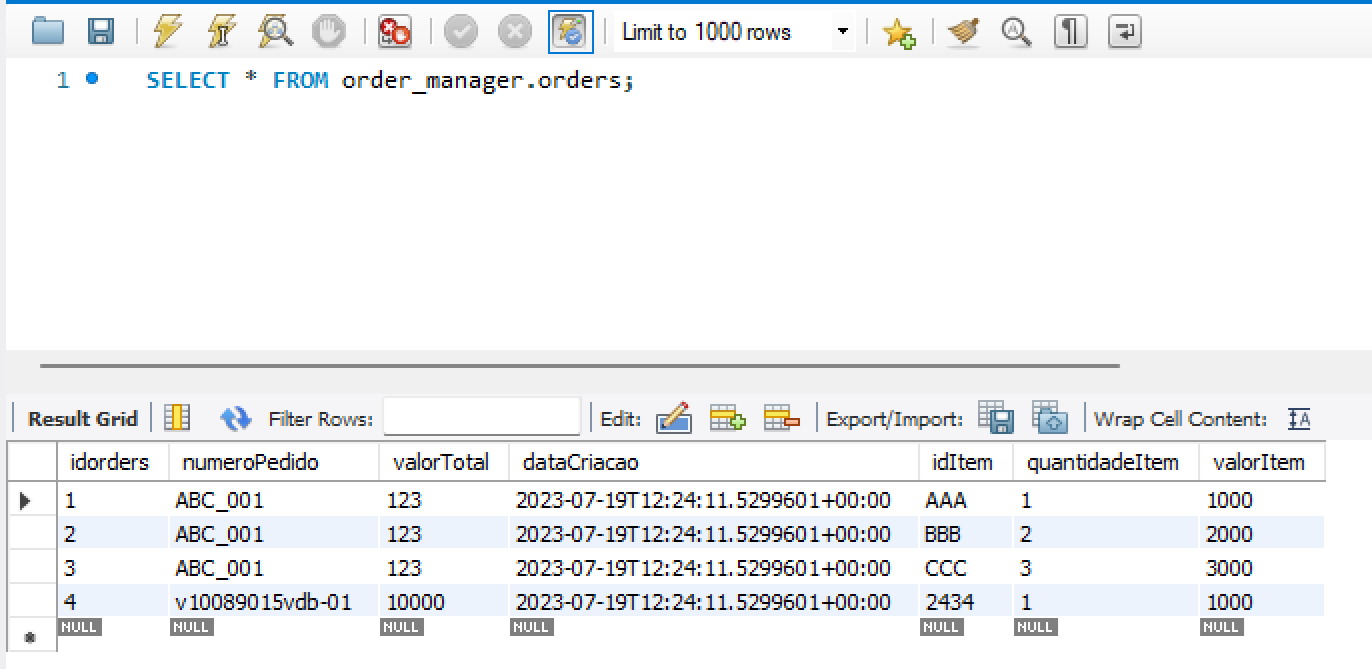 Limit to 1000 rows
1 SELECT * FROM order_manager.orders;
Result Grid Filter Rows: Edit: Export/Import: Wrap Cell Content: IA
idorders numeroPedido valorTotal dataCriacao idItem quantidadeItem valorItem
1 ABC_001 123 2023-07-19T12:24:11.5299601+00:00 AAA 1 1000
2 ABC_001 123 2023-07-19T12:24:11.5299601+00:00 BBB 2 2000
3 ABC_001 123 2023-07-19T12:24:11.5299601+00:00 CCC 3 3000
4 v10089015vdb-01 10000 2023-07-19T12:24:11.5299601+00:00 2434 1 1000
NULL NULL NULL NULL NULL NULL NULL